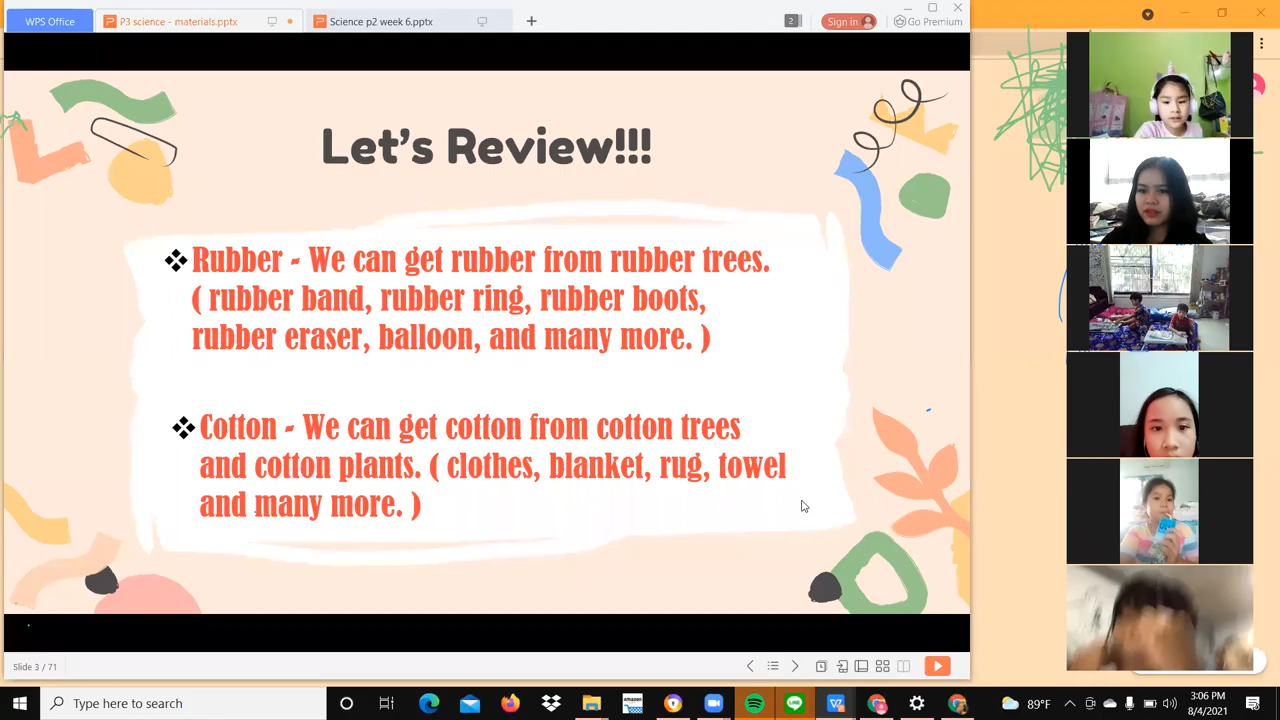 WPS Office
P3 science - materials.pptx
Science p2 week 6.pptx
2
Sign in
Go Premium
Let's Review!!!
❖ Rubber - We can get rubber from rubber trees.
( rubber band, rubber ring, rubber boots,
rubber eraser, balloon, and many more. )
❖ Cotton - We can get cotton from cotton trees
and cotton plants. ( clothes, blanket, rug, towel
and many more. )
Slide 3 / 71
Type here to search
amazon
89°F
3:06 PM
8/4/2021